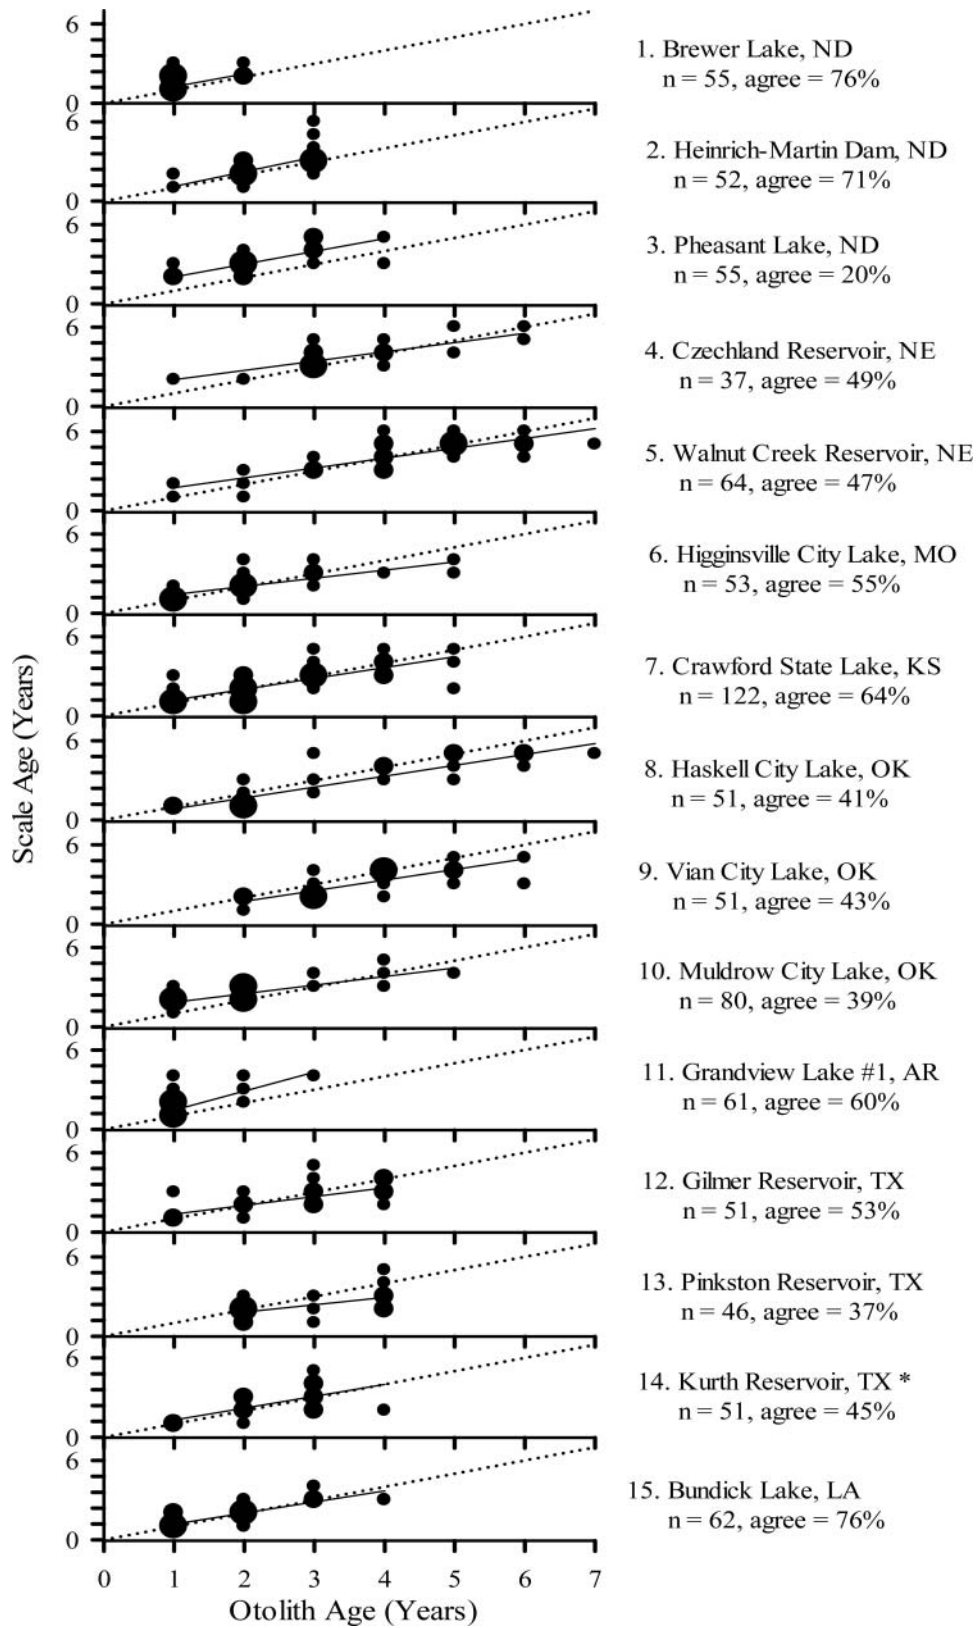 6
0
1. Brewer Lake, ND
n = 55, agree = 76%
6
0
2. Heinrich-Martin Dam, ND
n = 52, agree = 71%
6
0
3. Pheasant Lake, ND
n = 55, agree = 20%
6
0
4. Czechland Reservoir, NE
n = 37, agree = 49%
6
0
5. Walnut Creek Reservoir, NE
n = 64, agree = 47%
6
0
6. Higginsville City Lake, MO
n = 53, agree = 55%
6
0
7. Crawford State Lake, KS
n = 122, agree = 64%
6
0
8. Haskell City Lake, OK
n = 51, agree = 41%
6
0
9. Vian City Lake, OK
n = 51, agree = 43%
6
0
10. Muldrow City Lake, OK
n = 80, agree = 39%
6
0
11. Grandview Lake #1, AR
n = 61, agree = 60%
6
0
12. Gilmer Reservoir, TX
n = 51, agree = 53%
6
0
13. Pinkston Reservoir, TX
n = 46, agree = 37%
6
0
14. Kurth Reservoir, TX *
n = 51, agree = 45%
6
0
15. Bundick Lake, LA
n = 62, agree = 76%
0 1 2 3 4 5 6 7
Otolith Age (Years)
Scale Age (Years)